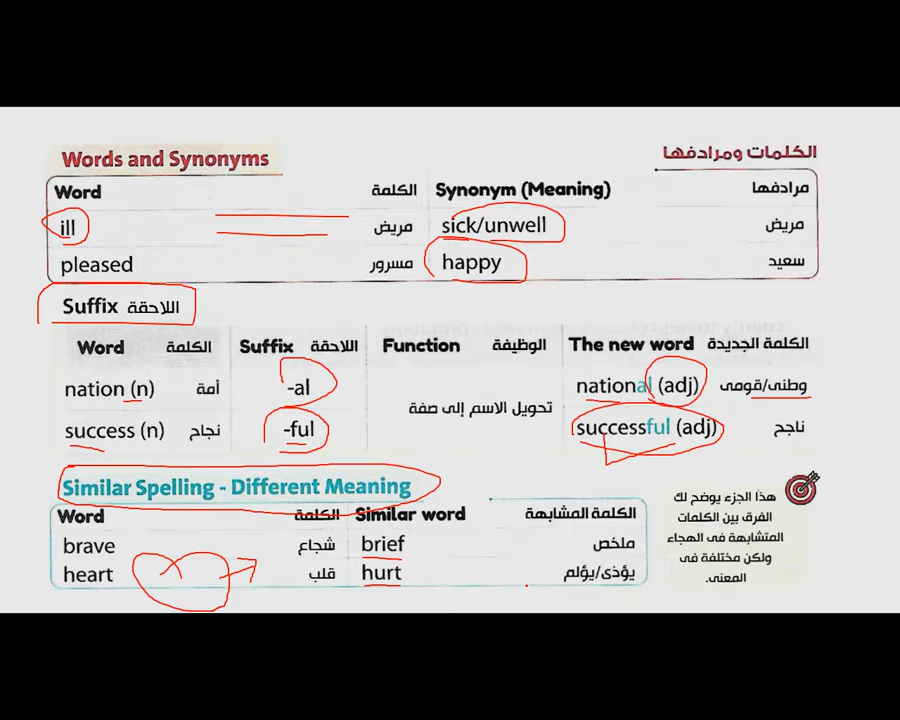 Words and Synonyms الكلمات ومرادفها
Word الكلمة Synonym (Meaning) مرادفها
ill مريض sick/unwell مريض
pleased مسرور happy سعيد
Suffix اللاحقة
Word الكلمة Suffix اللاحقة Function الوظيفة The new word الكلمة الجديدة
nation (n) أمة -al تحويل الاسم إلى صفة national (adj) وطنى/قومى
success (n) نجاح -ful successful (adj) ناجح
Similar Spelling - Different Meaning
Word الكلمة Similar word الكلمة المشابهة
brave شجاع brief ملخص
heart قلب hurt يؤذى/يؤلم
هذا الجزء يوضح لك
الفرق بين الكلمات
المتشابهة فى الهجاء
ولكن مختلفة فى
المعنى.